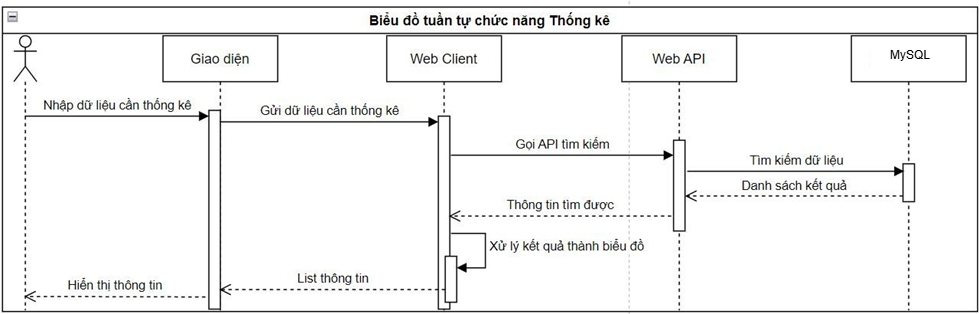 Biểu đồ tuần tự chức năng Thống kê
Giao diện
Web Client
Web API
MySQL
Nhập dữ liệu cần thống kê
Gửi dữ liệu cần thống kê
Gọi API tìm kiếm
Tìm kiếm dữ liệu
Danh sách kết quả
Thông tin tìm được
Xử lý kết quả thành biểu đồ
List thông tin
Hiển thị thông tin